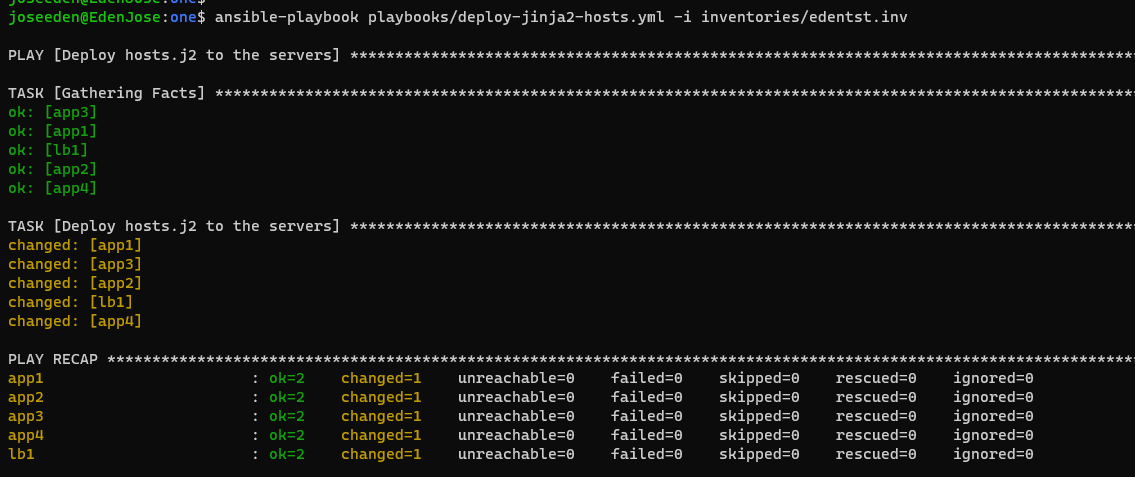 joseeden@EdenJose:one$
joseeden@EdenJose:one$ ansible-playbook playbooks/deploy-jinja2-hosts.yml -i inventories/edentst.inv
PLAY [Deploy hosts.j2 to the servers] ***************************************************************************************
TASK [Gathering Facts] ******************************************************************************************************
ok: [app3]
ok: [app1]
ok: [lb1]
ok: [app2]
ok: [app4]
TASK [Deploy hosts.j2 to the servers] ***************************************************************************************
changed: [app1]
changed: [app3]
changed: [app2]
changed: [lb1]
changed: [app4]
PLAY RECAP ******************************************************************************************************************
app1 : ok=2 changed=1 unreachable=0 failed=0 skipped=0 rescued=0 ignored=0
app2 : ok=2 changed=1 unreachable=0 failed=0 skipped=0 rescued=0 ignored=0
app3 : ok=2 changed=1 unreachable=0 failed=0 skipped=0 rescued=0 ignored=0
app4 : ok=2 changed=1 unreachable=0 failed=0 skipped=0 rescued=0 ignored=0
lb1 : ok=2 changed=1 unreachable=0 failed=0 skipped=0 rescued=0 ignored=0